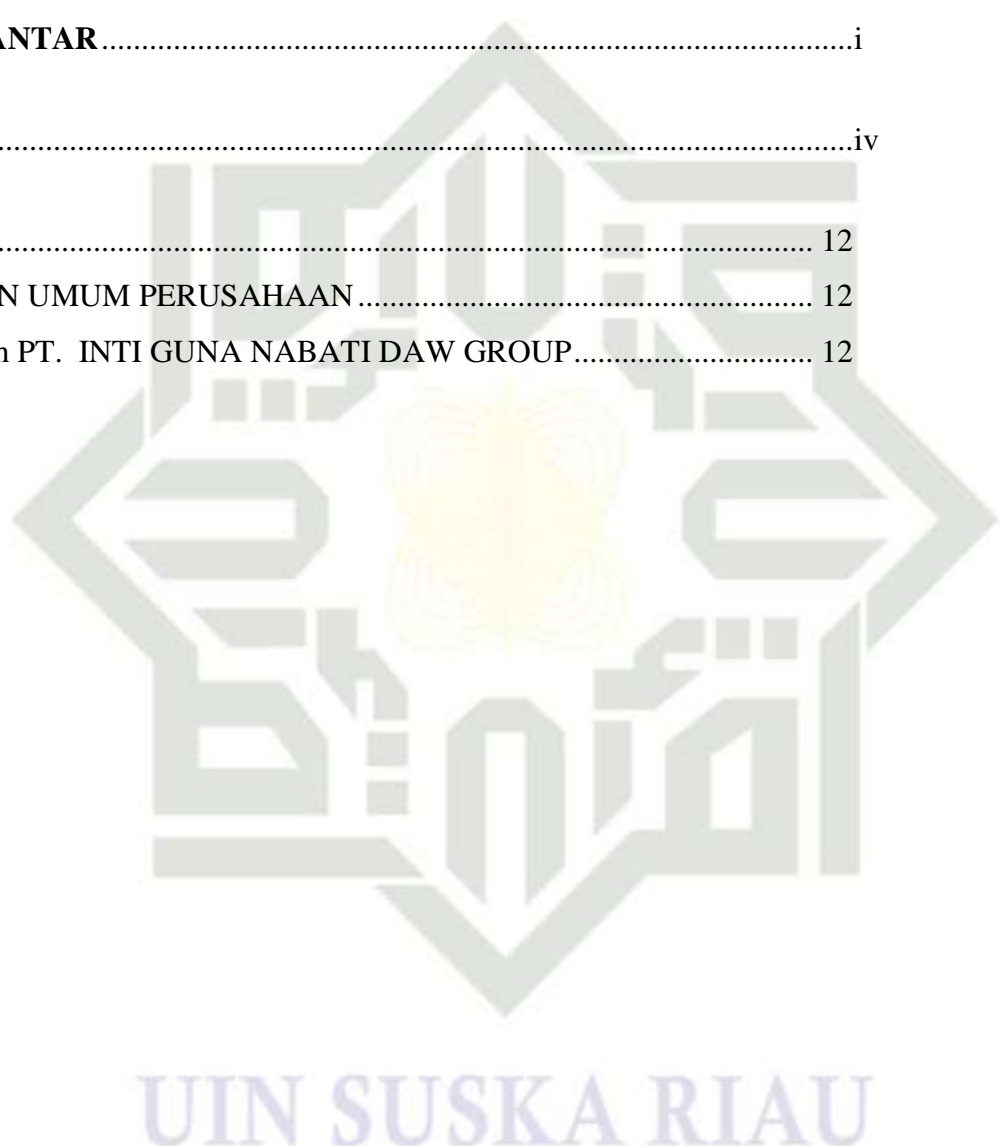 ANTAR...............................................................................................i
.............................................................................................................iv
....................................................................................................... 12
N UMUM PERUSAHAAN......................................................... 12
n PT.  INTI GUNA NABATI DAW GROUP.............................. 12
UIN SUSKA RIAU